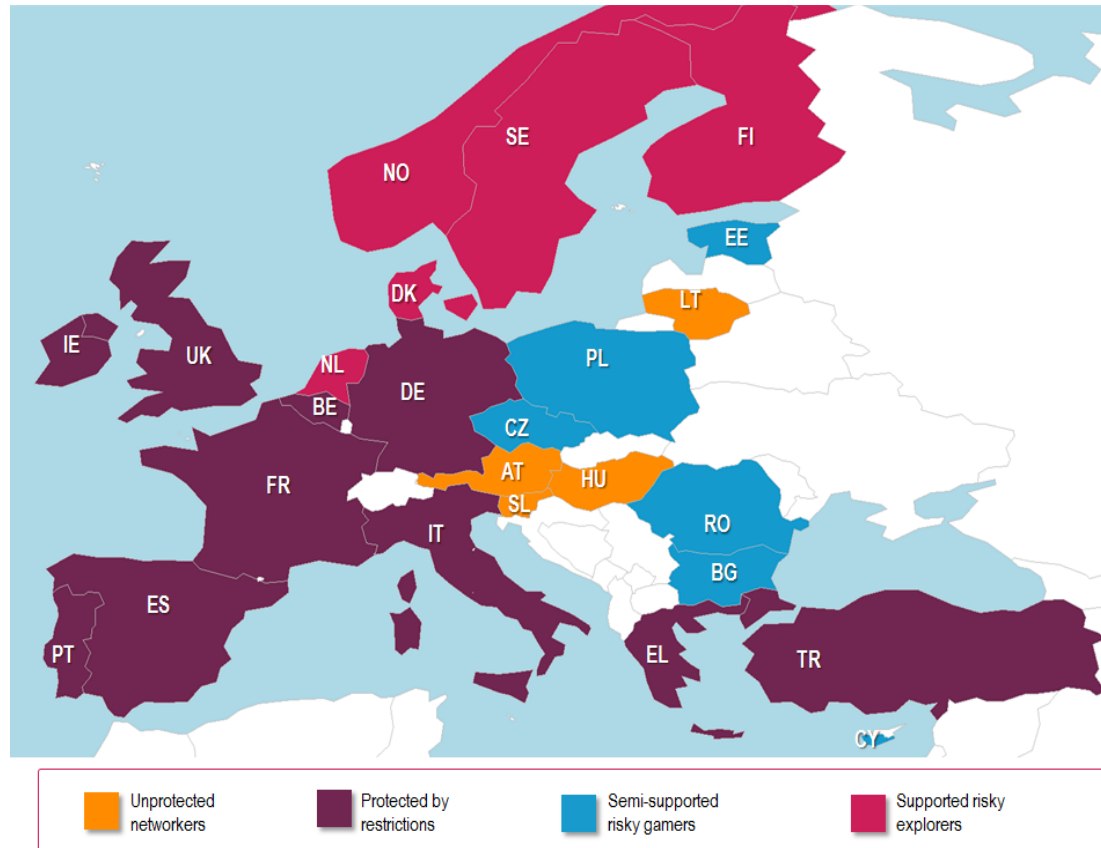 SE
FI
NO
EE
DK
LT
IE
UK
NL
PL
DE
BE
CZ
AT
HU
FR
SL
IT
RO
BG
ES
PT
EL
TR
CY
Unprotected
networkers
Protected by
restrictions
Semi-supported
risky gamers
Supported risky
explorers